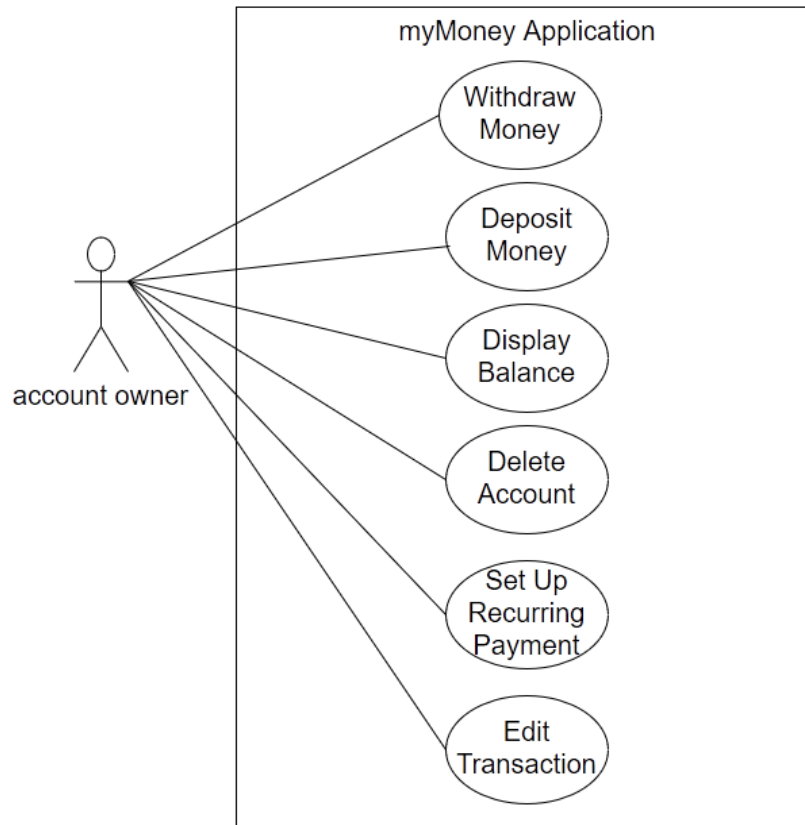 myMoney Application
Withdraw
Money
Deposit
Money
Display
Balance
account owner
Delete
Account
Set Up
Recurring
Payment
Edit
Transaction